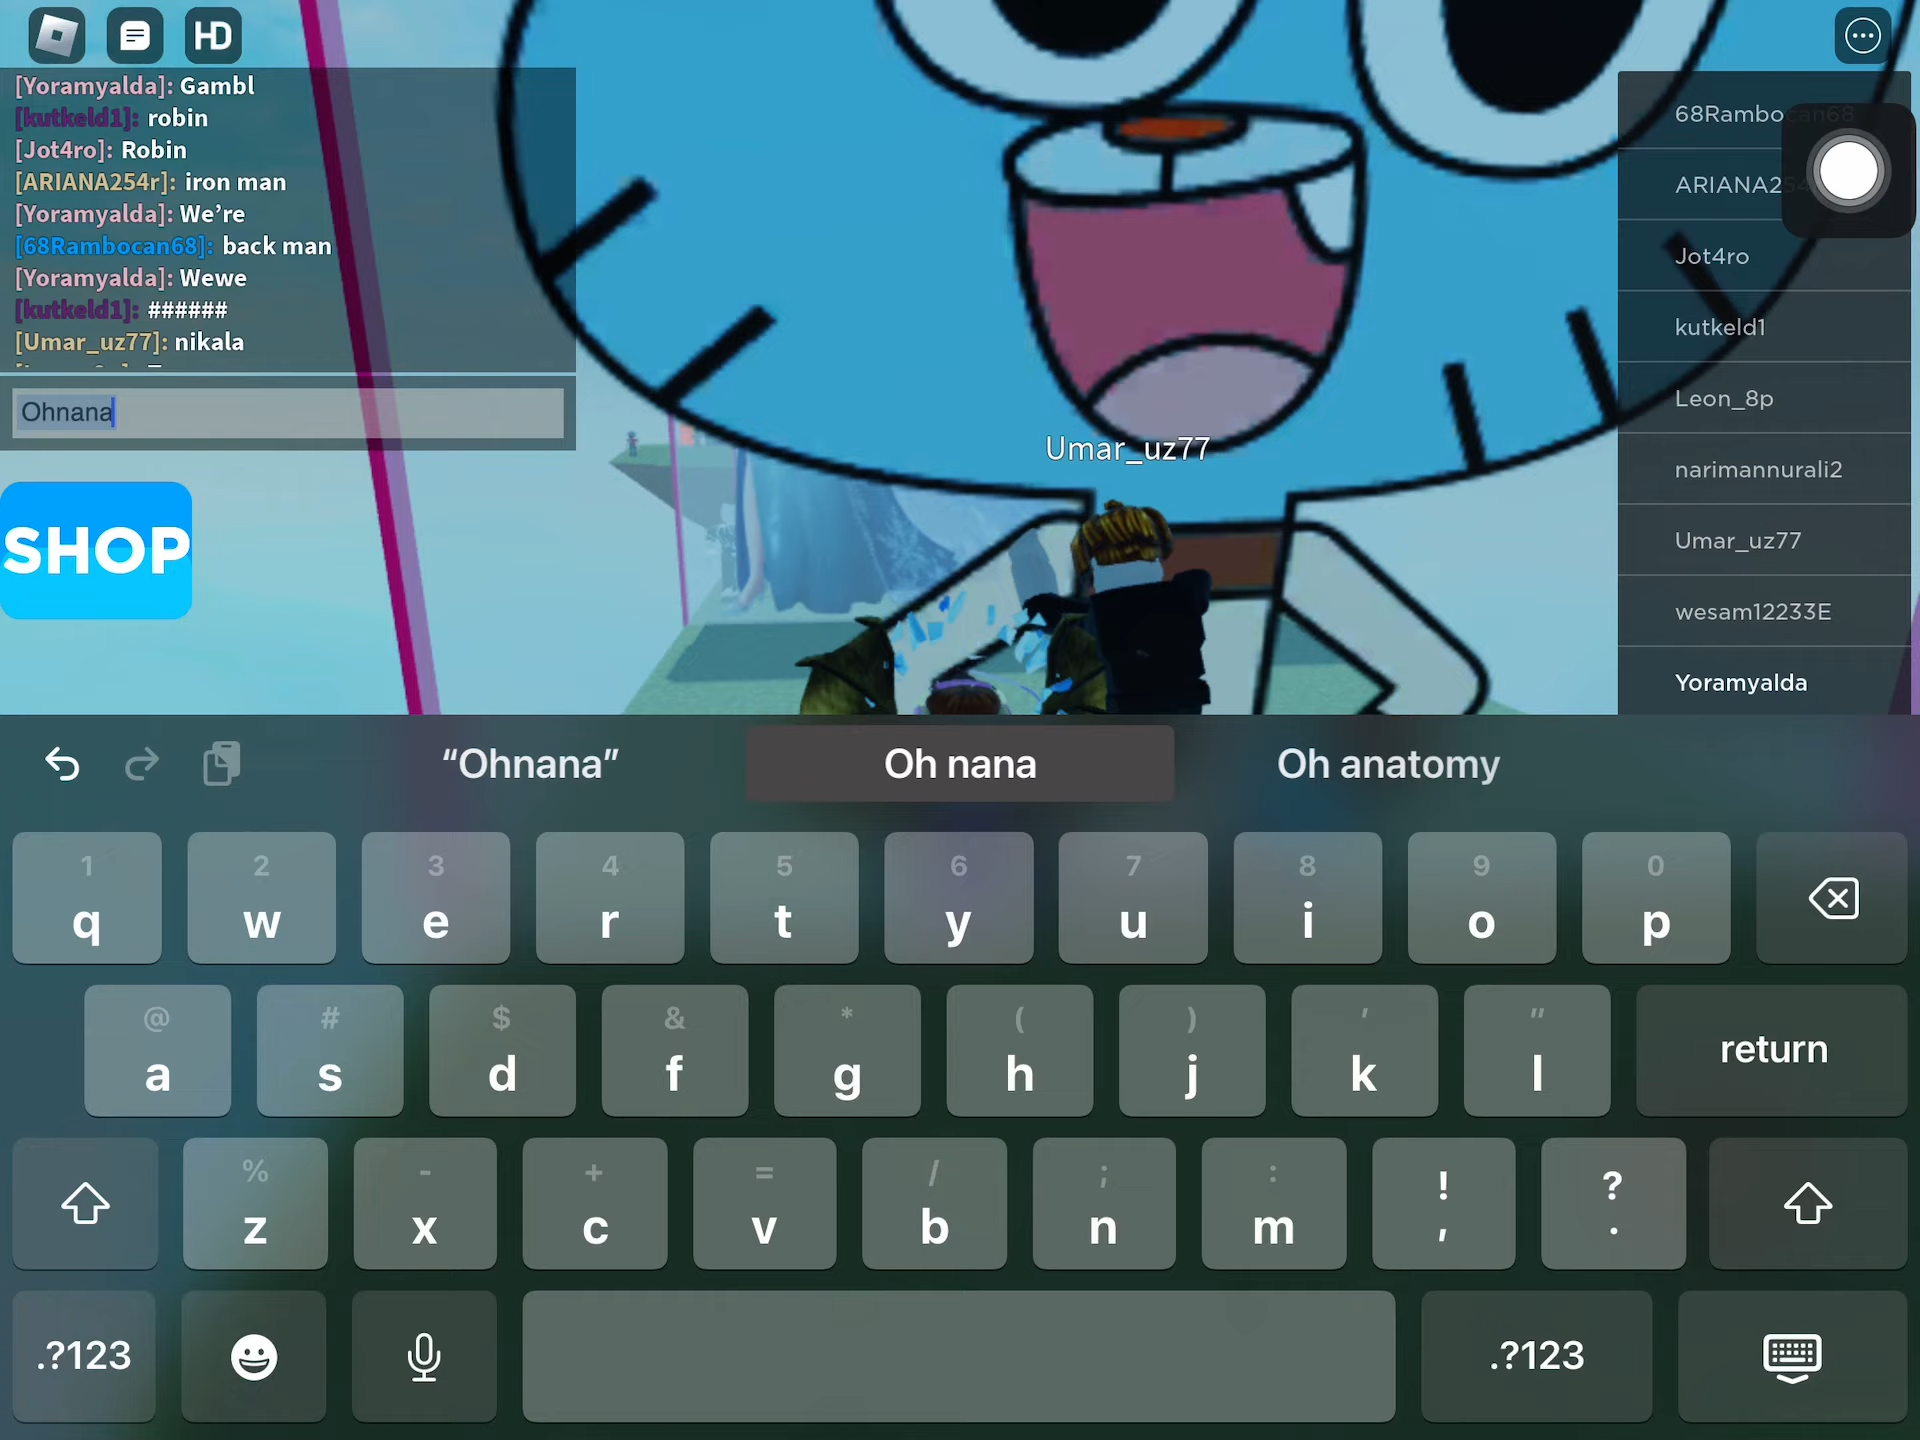 HD
[Yoramyalda]: Gambl
[kutkeld1]: robin
[Jot4ro]: Robin
[ARIANA254r]: iron man
[Yoramyalda]: We’re
[68Rambocan68]: back man
[Yoramyalda]: Wewe
[kutkeld1]: ######
[Umar_uz77]: nikala
Ohnana
SHOP
Umar_uz77
68Rambocan68
ARIANA254
Jot4ro
kutkeld1
Leon_8p
narimannurali2
Umar_uz77
wesam12233E
Yoramyalda
“Ohnana” Oh nana Oh anatomy
1 2 3 4 5 6 7 8 9 0
q w e r t y u i o p
@ # $ & * ( ) ' "
a s d f g h j k l return
% - + = / ; : ! ?
z x c v b n m , .
.?123 .?123